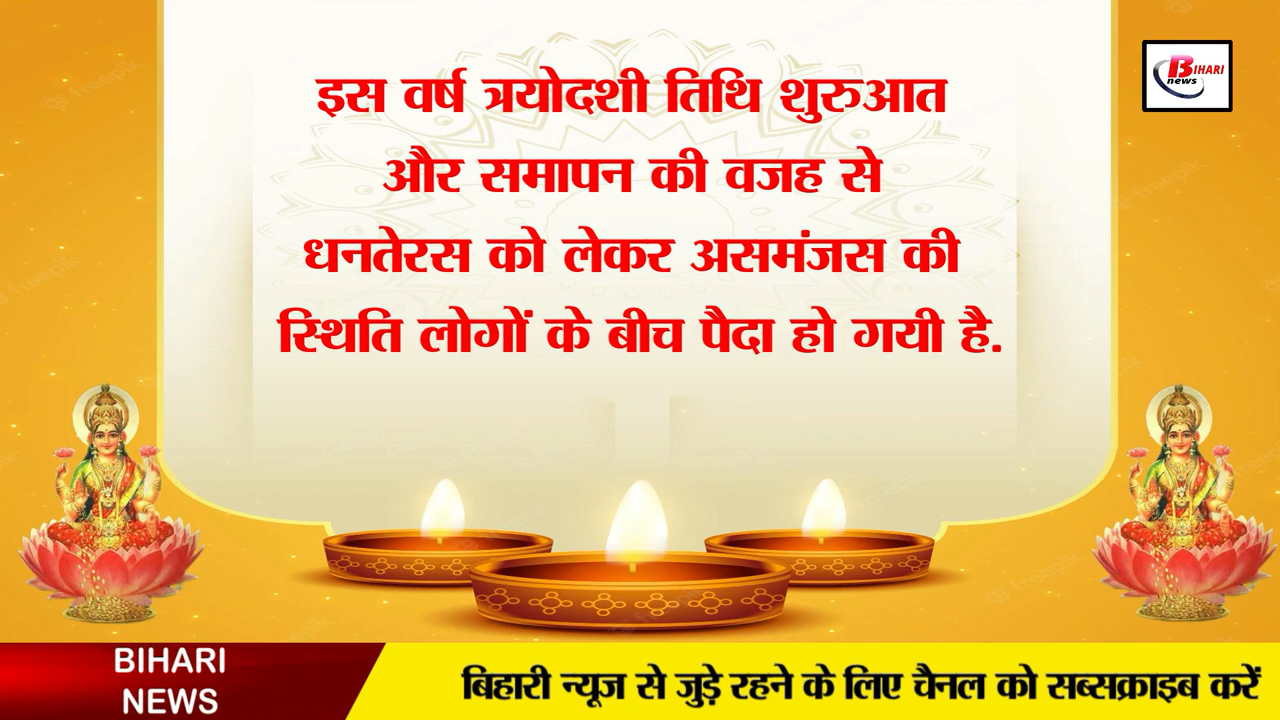 इस वर्ष त्रयोदशी तिथि शुरुआत
और समापन की वजह से
धनतेरस को लेकर असमंजस की
स्थिति लोगों के बीच पैदा हो गयी है.
BIHARI
news
BIHARI
NEWS
बिहारी न्यूज से जुड़े रहने के लिए चैनल को सब्सक्राइब करें
freepik